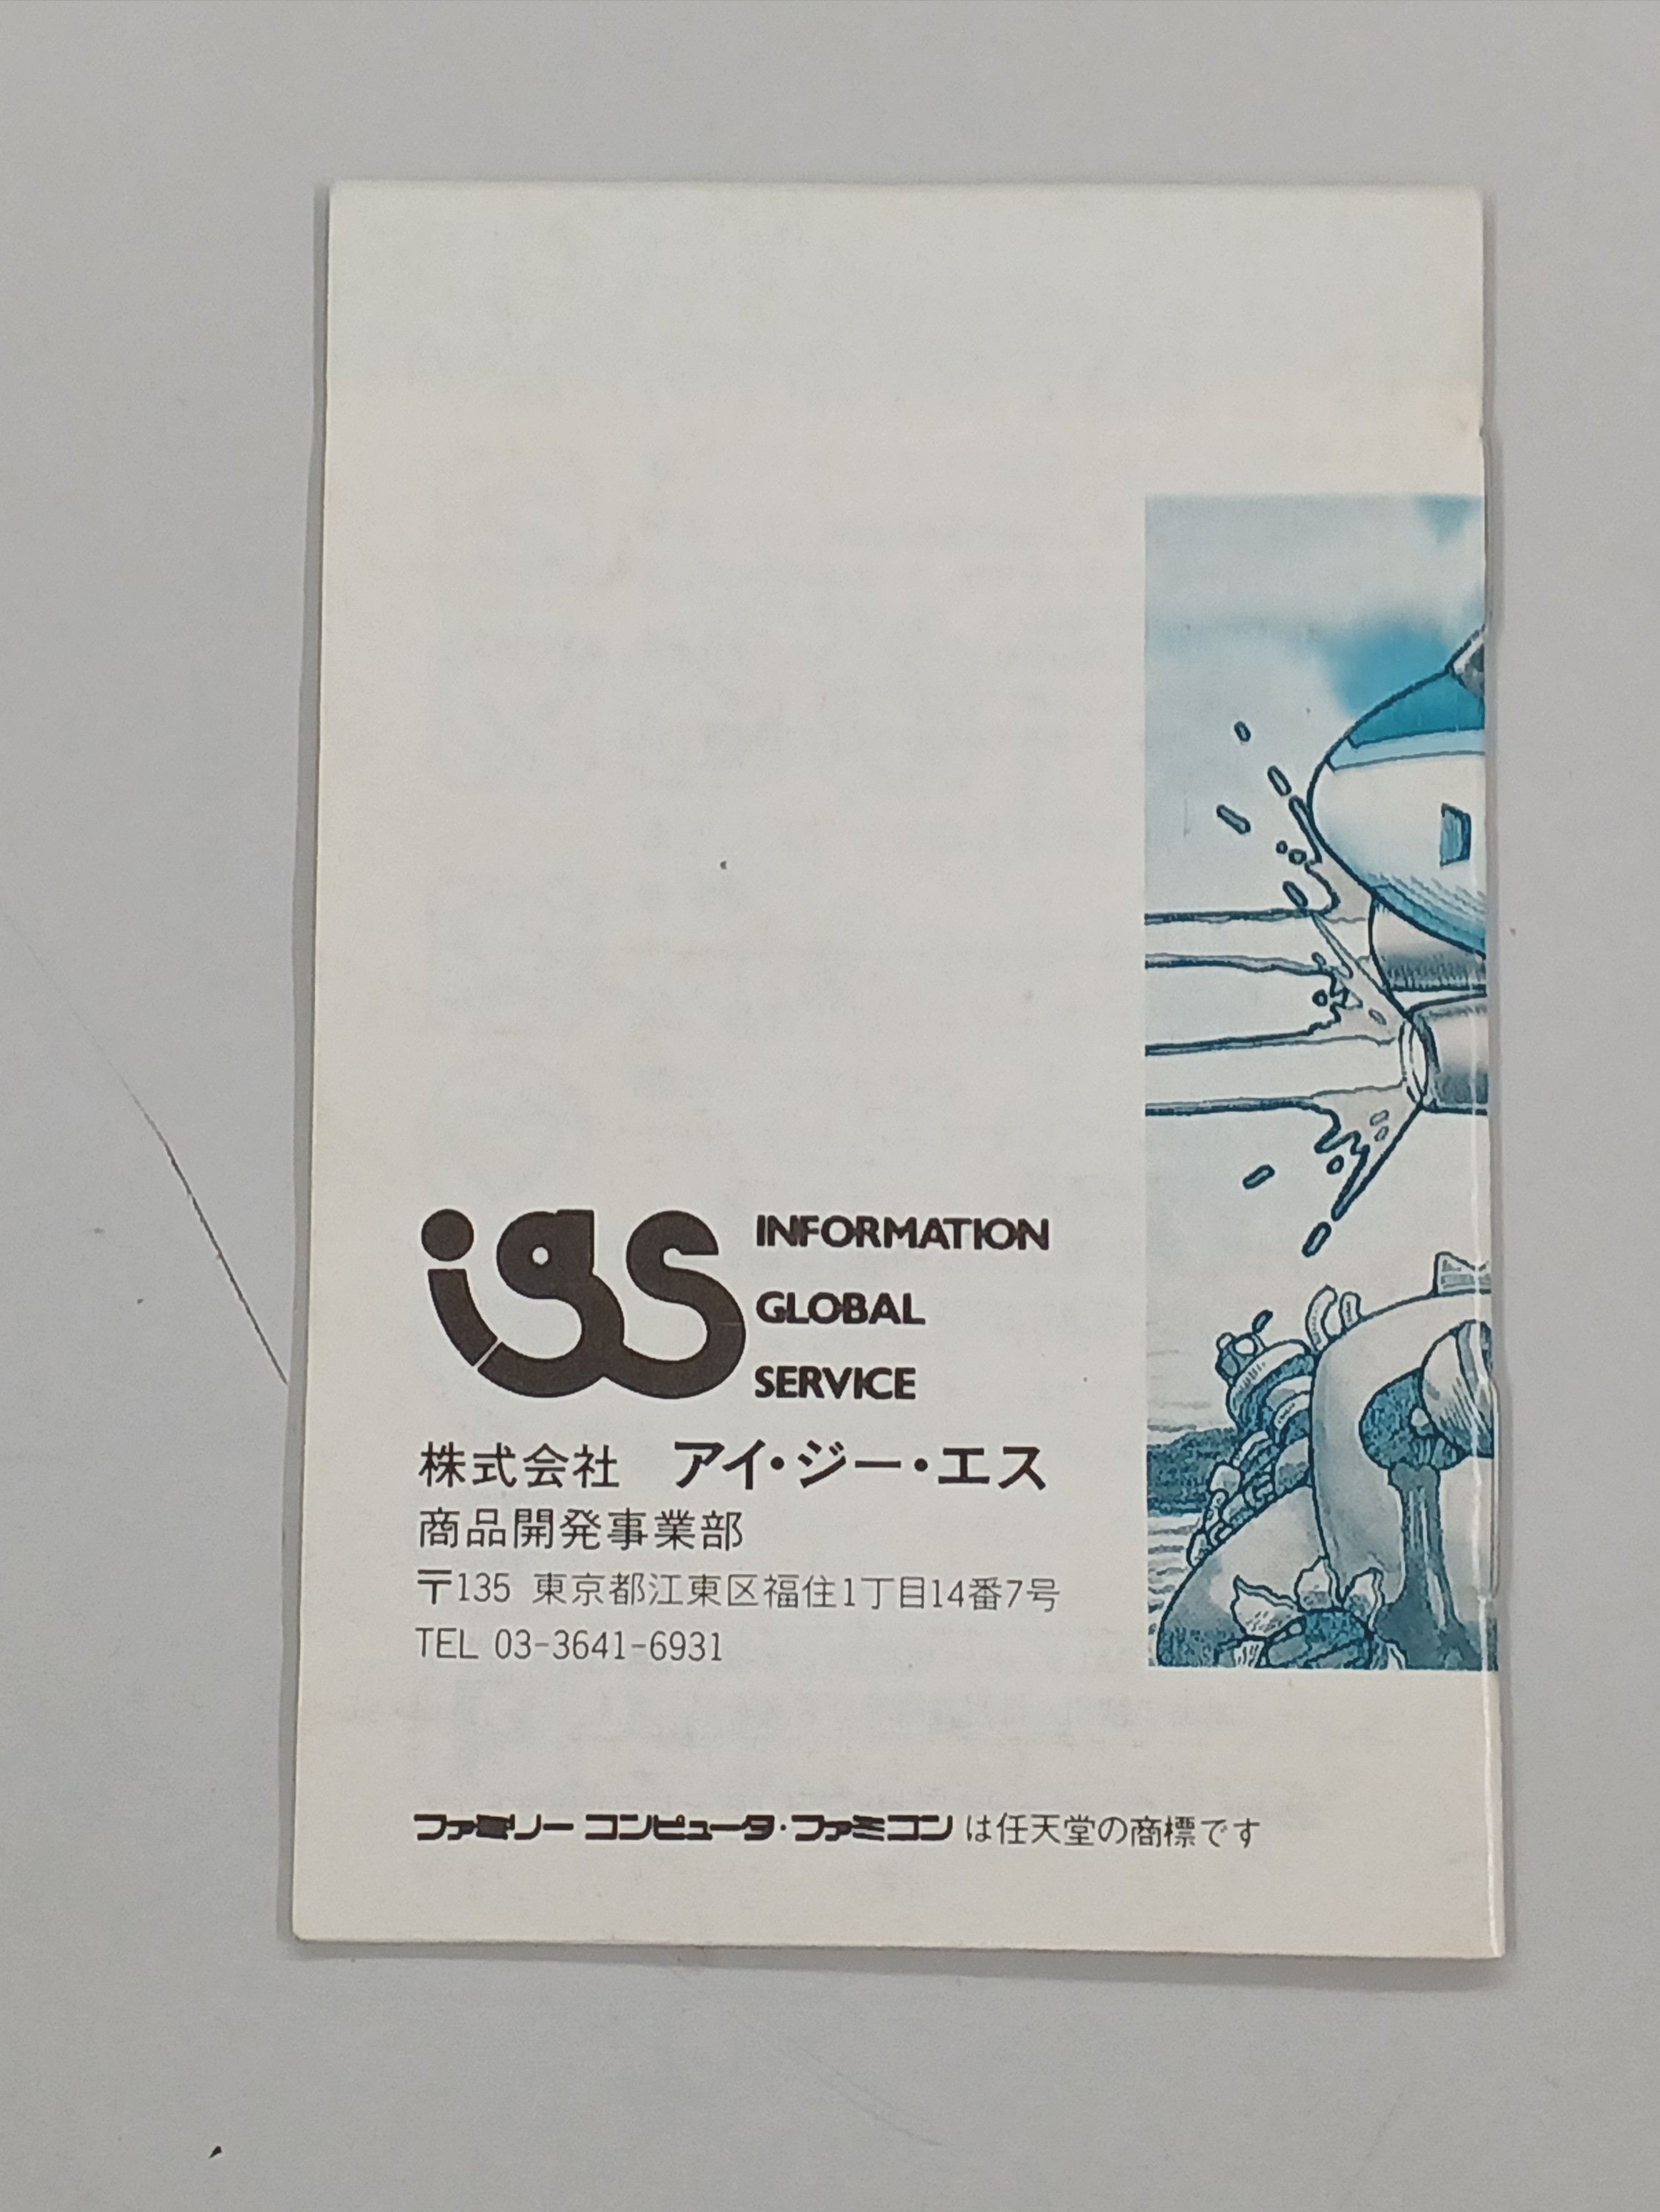 igs
INFORMATION
GLOBAL
SERVICE
株式会社 アイ・ジー・エス
商品開発事業部
〒135 東京都江東区福住1丁目14番7号
TEL 03-3641-6931
ファミリーコンピュータ・ファミコンは任天堂の商標です